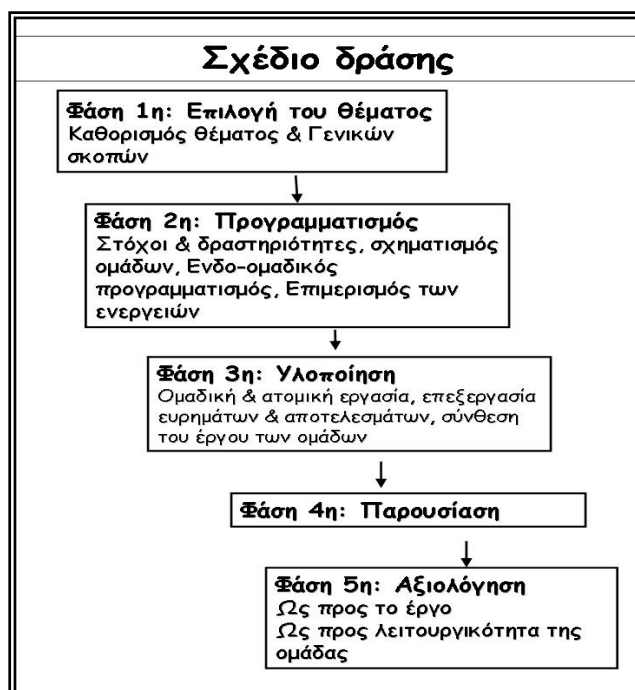 Σχέδιο δράσης
Φάση 1η: Επιλογή του θέματος
Καθορισμός θέματος & Γενικών
σκοπών
Φάση 2η: Προγραμματισμός
Στόχοι & δραστηριότητες, σχηματισμός
ομάδων, Ενδο-ομαδικός
προγραμματισμός, Επιμερισμός των
ενεργειών
Φάση 3η: Υλοποίηση
Ομαδική & ατομική εργασία, επεξεργασία
ευρημάτων & αποτελεσμάτων, σύνθεση
του έργου των ομάδων
Φάση 4η: Παρουσίαση
Φάση 5η: Αξιολόγηση
Ως προς το έργο
Ως προς λειτουργικότητα της
ομάδας